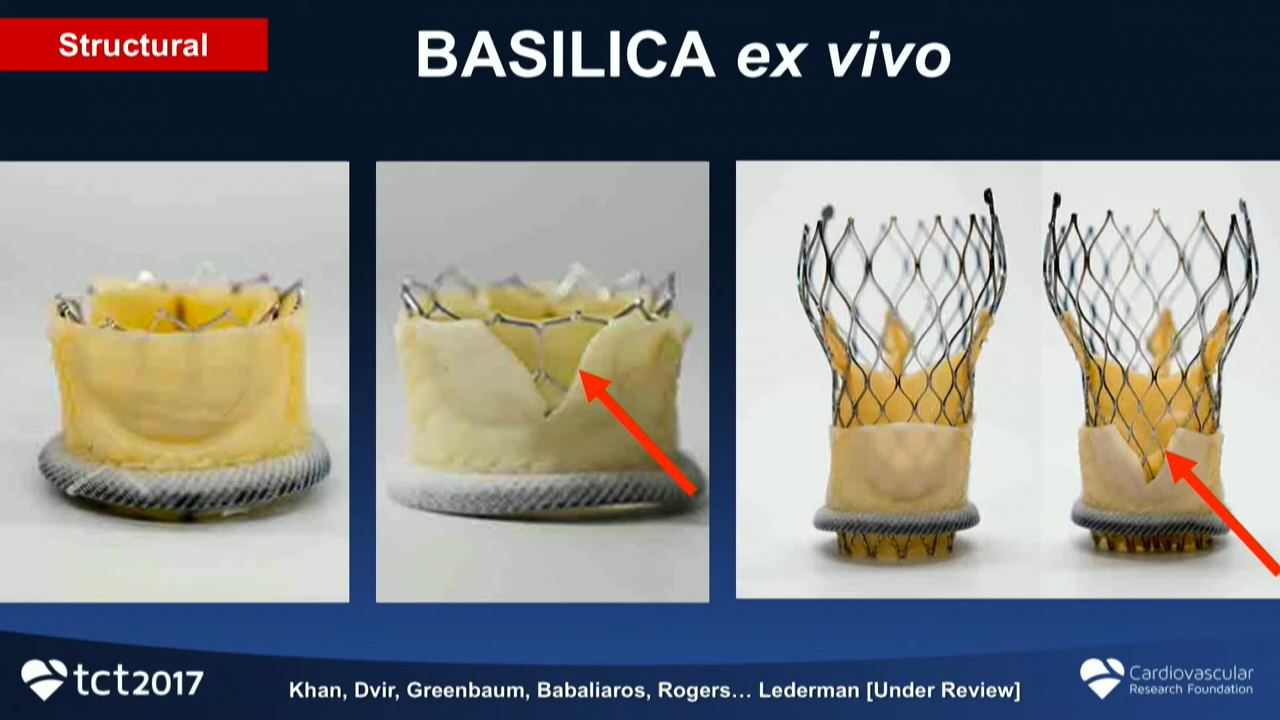 Structural
BASILICA ex vivo
tct2017
Khan, Dvir, Greenbaum, Babaliaros, Rogers... Lederman [Under Review]
Cardiovascular
Research Foundation